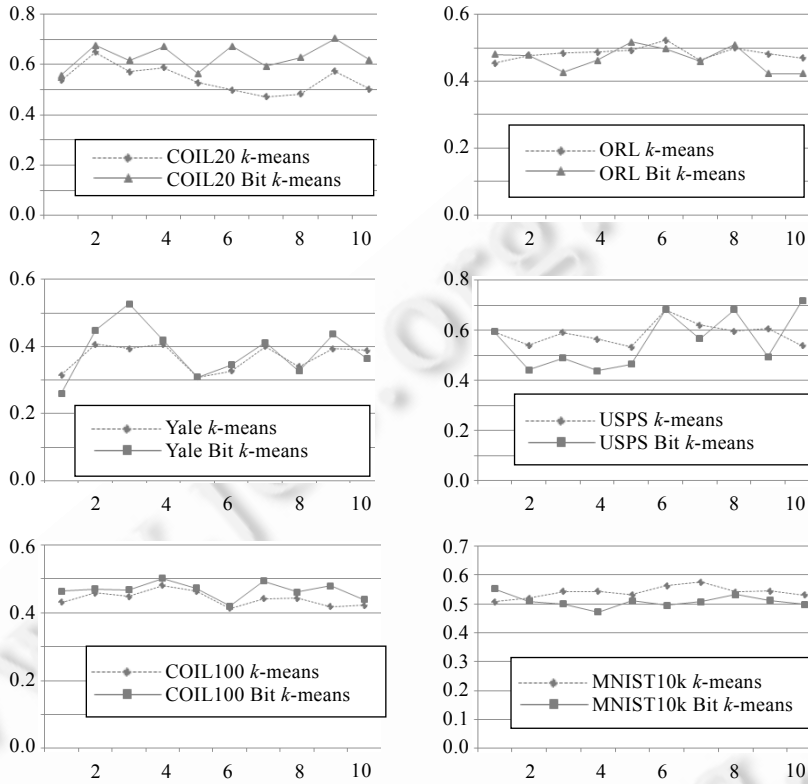 0.8
0.6
0.4
0.2
0.0
COIL20 k-means
COIL20 Bit k-means
2 4 6 8 10
0.6
0.4
0.2
0.0
ORL k-means
ORL Bit k-means
2 4 6 8 10
0.6
0.4
0.2
0.0
Yale k-means
Yale Bit k-means
2 4 6 8 10
0.8
0.6
0.4
0.2
0.0
USPS k-means
USPS Bit k-means
2 4 6 8 10
0.6
0.4
0.2
0.0
COIL100 k-means
COIL100 Bit k-means
2 4 6 8 10
0.7
0.6
0.5
0.4
0.3
0.2
0.1
0.0
MNIST10k k-means
MNIST10k Bit k-means
2 4 6 8 10